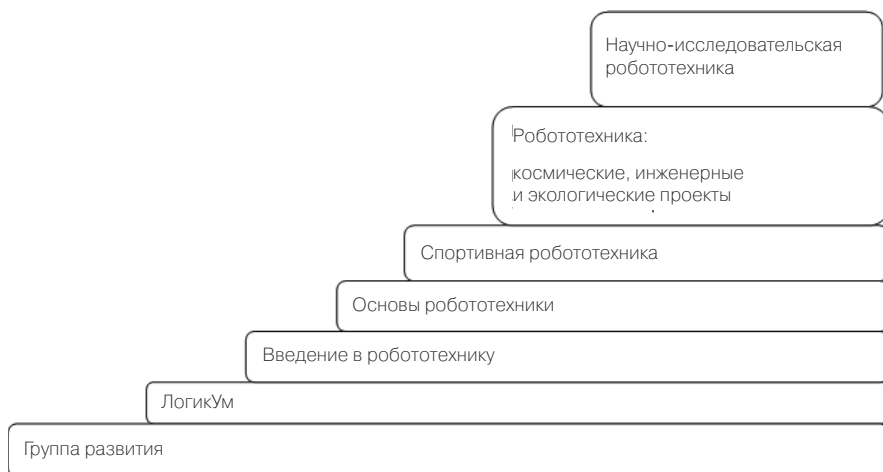 Научно-исследовательская
робототехника
Робототехника:
космические, инженерные
и экологические проекты
Спортивная робототехника
Основы робототехники
Введение в робототехнику
ЛогикУм
Группа развития